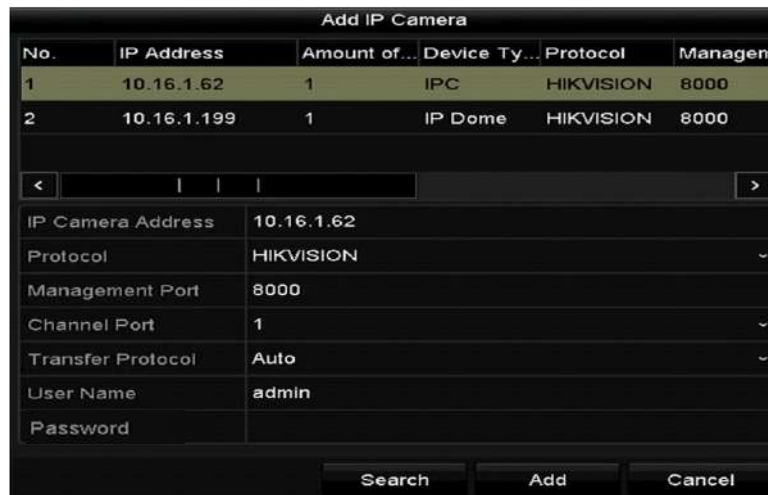 Add IP Camera
No. IP Address Amount of... Device Ty... Protocol Managem
1 10.16.1.62 1 IPC HIKVISION 8000
2 10.16.1.199 1 IP Dome HIKVISION 8000
< >
IP Camera Address 10.16.1.62
Protocol HIKVISION
Management Port 8000
Channel Port 1
Transfer Protocol Auto
User Name admin
Password
Search Add Cancel